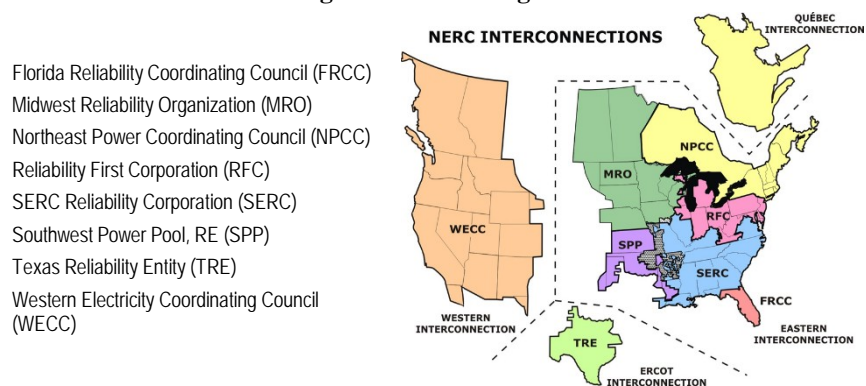 Florida Reliability Coordinating Council (FRCC)
Midwest Reliability Organization (MRO)
Northeast Power Coordinating Council (NPCC)
Reliability First Corporation (RFC)
SERC Reliability Corporation (SERC)
Southwest Power Pool, RE (SPP)
Texas Reliability Entity (TRE)
Western Electricity Coordinating Council
(WECC)
NERC INTERCONNECTIONS
QUÉBEC
INTERCONNECTION
NPCC
MRO
RFC
WECC
SPP
SERC
FRCC
WESTERN
INTERCONNECTION
EASTERN
INTERCONNECTION
TRE
ERCOT
INTERCONNECTION